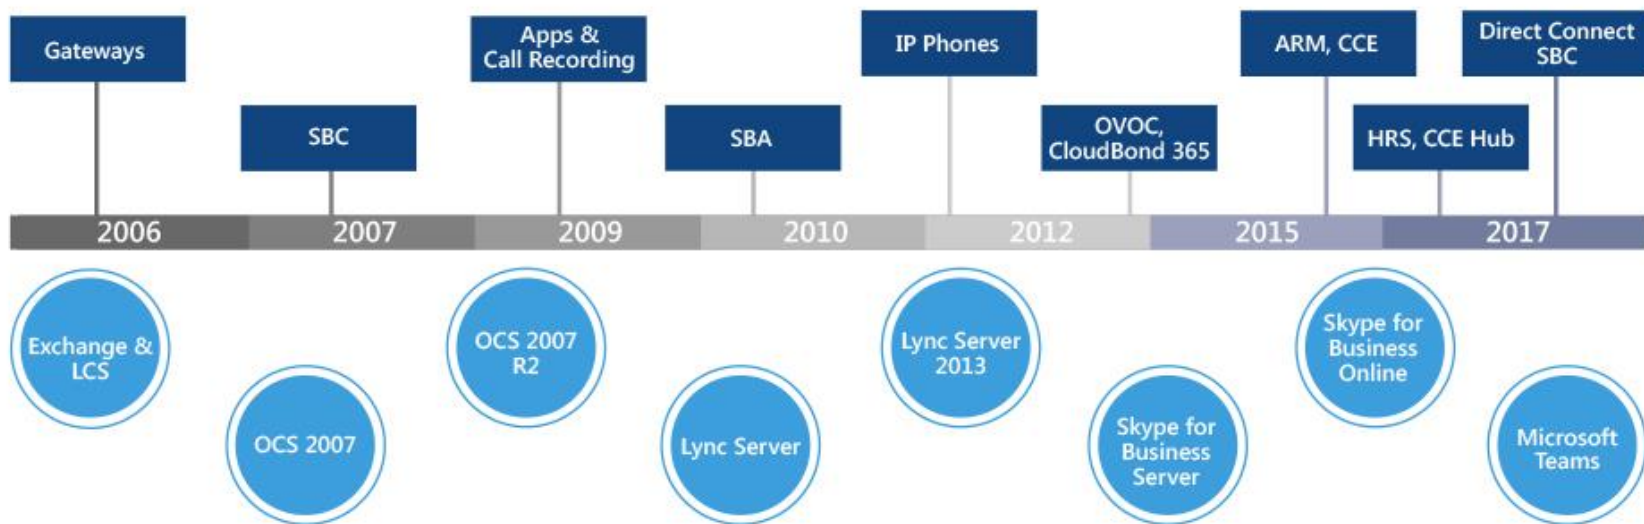 Gateways
Apps &
Call Recording
IP Phones
ARM, CCE
Direct Connect
SBC
SBC
SBA
OVOC,
CloudBond 365
HRS, CCE Hub
2006 2007 2009 2010 2012 2015 2017
Exchange &
LCS
OCS 2007
R2
Lync Server
2013
Skype for
Business
Online
OCS 2007
Lync Server
Skype for
Business
Server
Microsoft
Teams